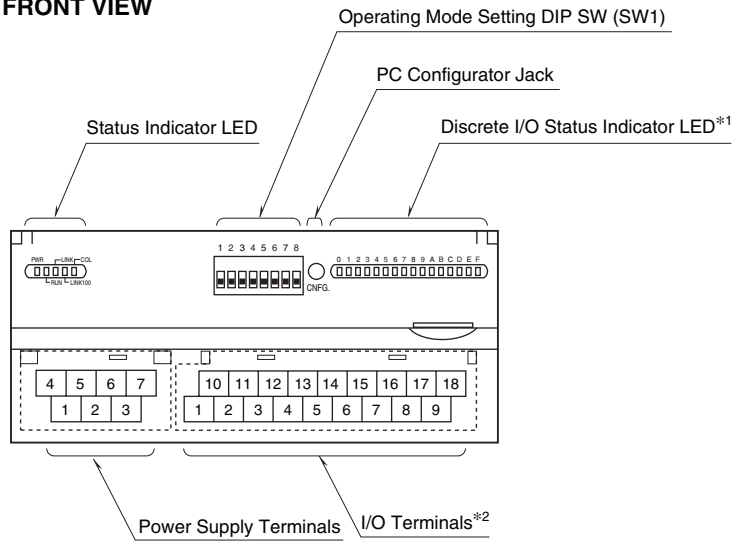 FRONT VIEW
Operating Mode Setting DIP SW (SW1)
PC Configurator Jack
Status Indicator LED
Discrete I/O Status Indicator LED*1
1 2 3 4 5 6 7 8
PWR LINK COL
0 1 2 3 4 5 6 7 8 9 A B C D E F
RUN LINK100
CNFG.
4 5 6 7
10 11 12 13 14 15 16 17 18
1 2 3
1 2 3 4 5 6 7 8 9
Power Supply Terminals
I/O Terminals*2